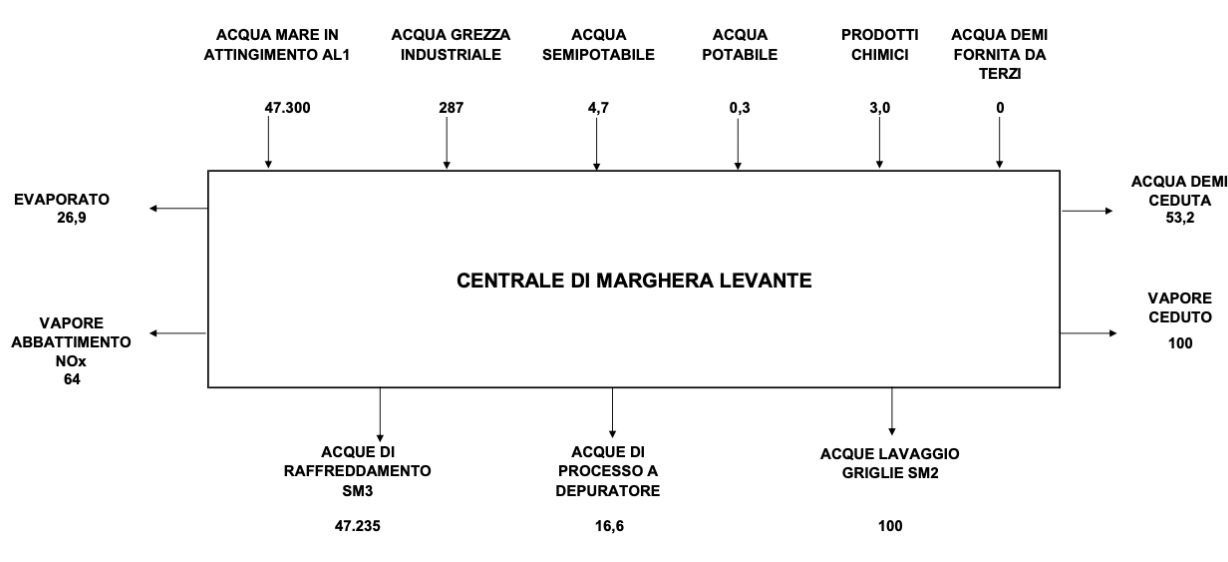 ACQUA MARE IN
ATTINGIMENTO AL1
47.300
ACQUA GREZZA
INDUSTRIALE
287
ACQUA
SEMIPOTABILE
4,7
ACQUA
POTABILE
0,3
PRODOTTI
CHIMICI
3,0
ACQUA DEMI
FORNITA DA
TERZI
0
EVAPORATO
26,9
ACQUA DEMI
CEDUTA
53,2
CENTRALE DI MARGHERA LEVANTE
VAPORE
ABBATTIMENTO
NOx
64
VAPORE
CEDUTO
100
ACQUE DI
RAFFREDDAMENTO
SM3
47.235
ACQUE DI
PROCESSO A
DEPURATORE
16,6
ACQUE LAVAGGIO
GRIGLIE SM2
100